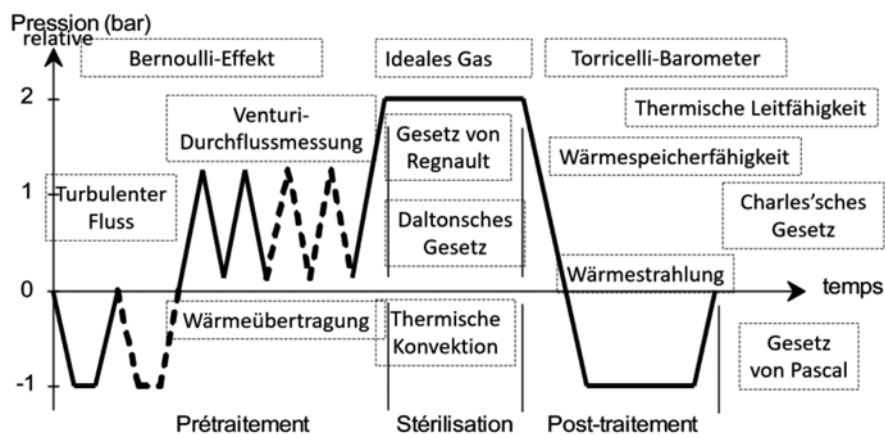 Pression (bar)
relative
Bernoulli-Effekt
Ideales Gas
Torricelli-Barometer
2
Venturi-
Durchflussmessung
Thermische Leitfähigkeit
Gesetz von
Regnault
Wärmespeicherfähigkeit
1
Turbulenter
Fluss
Daltonsches
Gesetz
Charles'sches
Gesetz
Wärmestrahlung
0
temps
Wärmeübertragung
Thermische
Konvektion
Gesetz
von Pascal
-1
Prétraitement
Stérilisation
Post-traitement